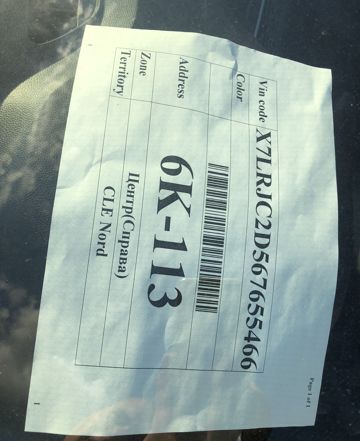 Page 1 of 1
Vin code X7LRJC2D567655466
Color
Address 6K-113
Zone Центр(Справа)
Territory CLE Nord
1